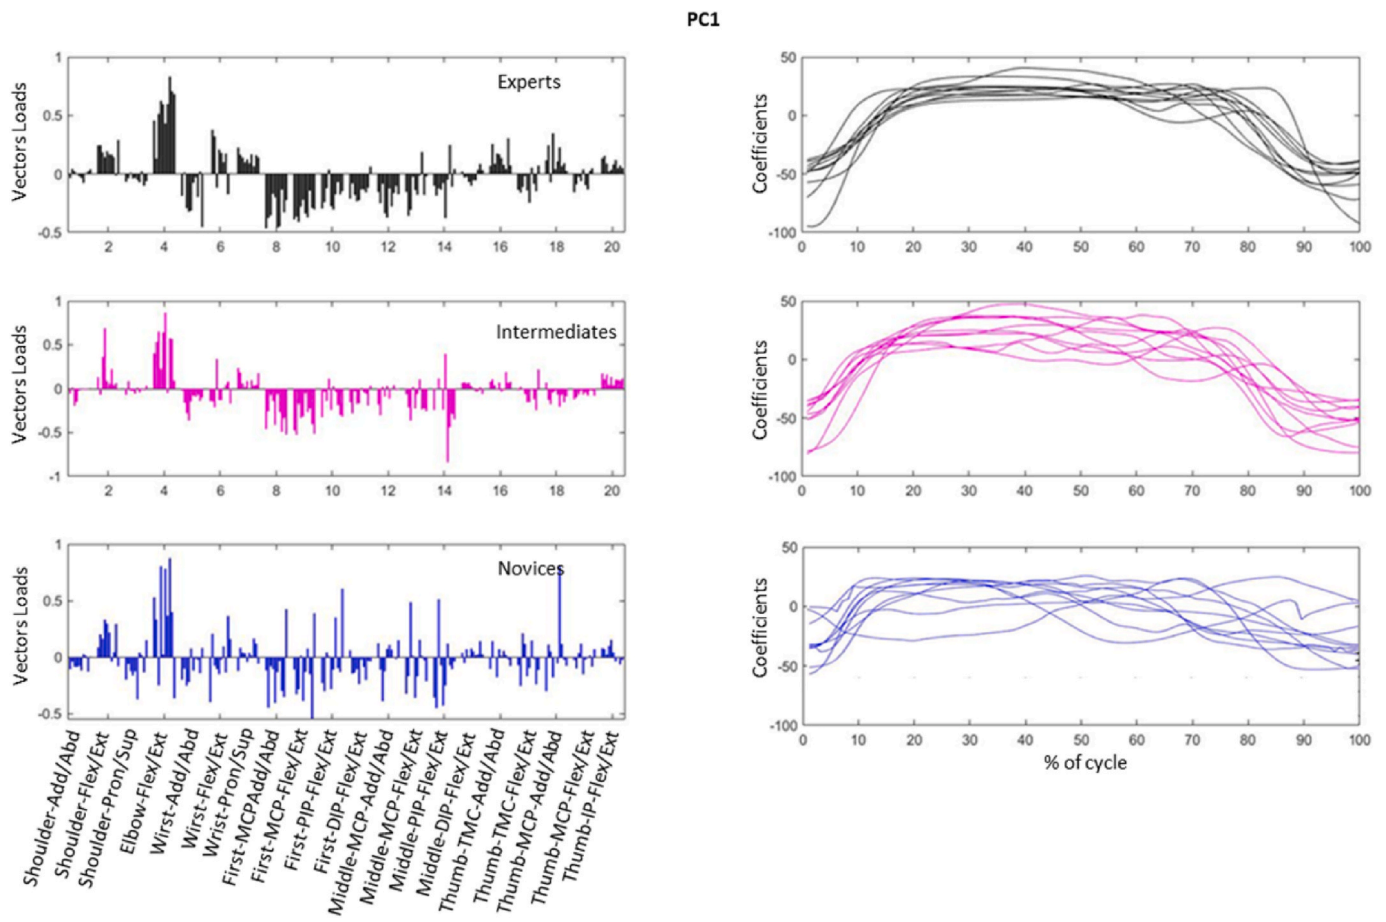 PC1
Experts
Vectors Loads
1
0.5
0
-0.5
2 4 6 8 10 12 14 16 18 20
Coefficients
50
0
-50
-100
0 10 20 30 40 50 60 70 80 90 100
Intermediates
Vectors Loads
1
0.5
0
-0.5
-1
2 4 6 8 10 12 14 16 18 20
Coefficients
50
0
-50
-100
0 10 20 30 40 50 60 70 80 90 100
Novices
Vectors Loads
1
0.5
0
-0.5
Shoulder-Add/Abd
Shoulder-Flex/Ext
Shoulder-Pron/Sup
Elbow-Flex/Ext
Wirst-Add/Abd
Wirst-Flex/Ext
Wrist-Pron/Sup
First-MCPAdd/Abd
First-MCP-Flex/Ext
First-PIP-Flex/Ext
First-DIP-Flex/Ext
Middle-MCP-Add/Abd
Middle-MCP-Flex/Ext
Middle-PIP-Flex/Ext
Middle-DIP-Flex/Ext
Thumb-TMC-Add/Abd
Thumb-TMC-Flex/Ext
Thumb-MCP-Add/Abd
Thumb-MCP-Flex/Ext
Thumb-IP-Flex/Ext
Coefficients
50
0
-50
-100
0 10 20 30 40 50 60 70 80 90 100
% of cycle